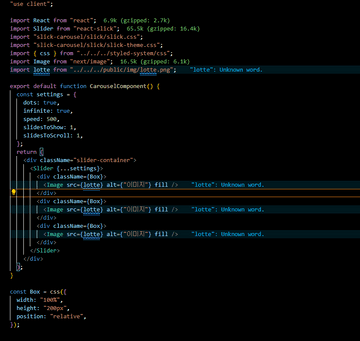 "use client";
import React from "react"; 6.9k (gzipped: 2.7k)
import Slider from "react-slick"; 65.5k (gzipped: 16.4k)
import "slick-carousel/slick/slick.css";
import "slick-carousel/slick/slick-theme.css";
import { css } from "../../../styled-system/css";
import Image from "next/image"; 16.5k (gzipped: 6.1k)
import lotte from "../../../public/img/lotte.png"; "lotte": Unknown word.
export default function CarouselComponent() {
const settings = {
dots: true,
infinite: true,
speed: 500,
slidesToShow: 1,
slidesToScroll: 1,
};
return (
<div className="slider-container">
<Slider {...settings}>
<div className={Box}>
<Image src={lotte} alt={"이미지"} fill /> "lotte": Unknown word.
</div>
<div className={Box}>
<Image src={lotte} alt={"이미지"} fill /> "lotte": Unknown word.
</div>
<div className={Box}>
<Image src={lotte} alt={"이미지"} fill /> "lotte": Unknown word.
</div>
</Slider>
</div>
);
}
const Box = css({
width: "100%",
height: "200px",
position: "relative",
});